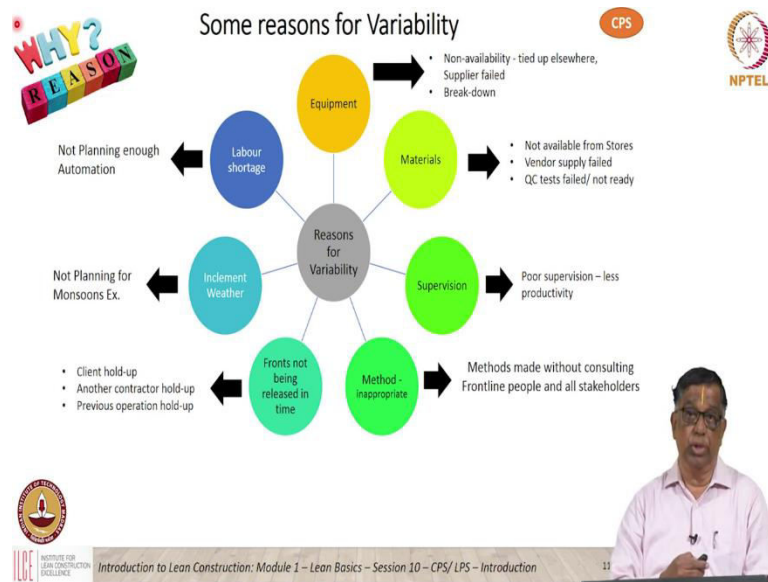 Some reasons for Variability
CPS
WHY?
REASON
NPTEL
Equipment
• Non-availability - tied up elsewhere,
Supplier failed
• Break-down
Labour
shortage
Not Planning enough
Automation
Materials
• Not available from Stores
• Vendor supply failed
• QC tests failed/ not ready
Reasons
for
Variability
Inclement
Weather
Not Planning for
Monsoons Ex.
Supervision
Poor supervision – less
productivity
Fronts not
being
released in
time
• Client hold-up
• Another contractor hold-up
• Previous operation hold-up
Method -
inappropriate
Methods made without consulting
Frontline people and all stakeholders
ILCE
INSTITUTE FOR
LEAN CONSTRUCTION
EXCELLENCE
Introduction to Lean Construction: Module 1 – Lean Basics – Session 10 – CPS/ LPS – Introduction